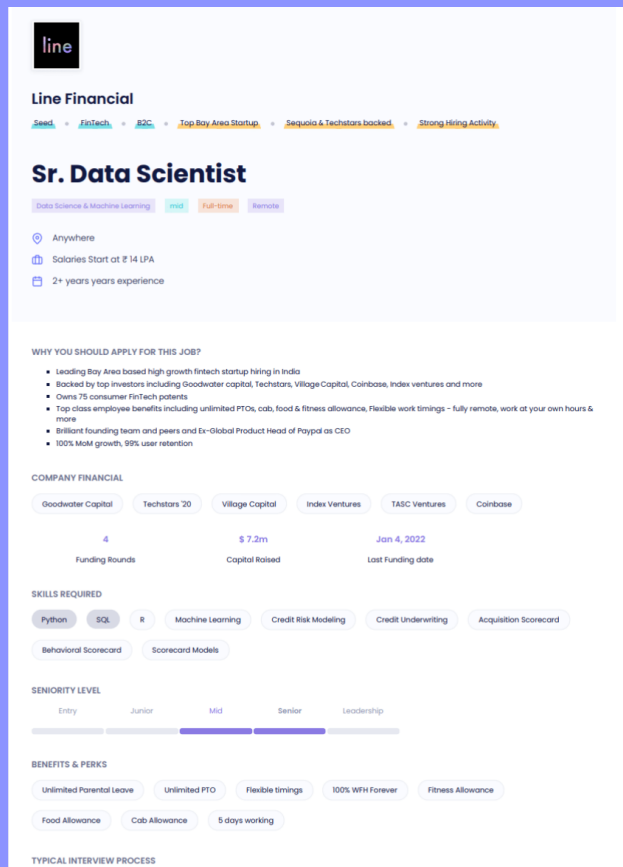 line
Line Financial
Seed
FinTech
B2C
Top Bay Area Startup
Sequoia & Techstars backed
Strong Hiring Activity
Sr. Data Scientist
Data Science & Machine Learning
mid
Full-time
Remote
Anywhere
Salaries Start at ₹ 14 LPA
2+ years years experience
WHY YOU SHOULD APPLY FOR THIS JOB?
Leading Bay Area based high growth fintech startup hiring in India
Backed by top investors including Goodwater capital, Techstars, Village Capital, Coinbase, Index ventures and more
Owns 75 consumer FinTech patents
Top class employee benefits including unlimited PTOs, cab, food & fitness allowance, Flexible work timings - fully remote, work at your own hours &
more
Brilliant founding team and peers and Ex-Global Product Head of Paypal as CEO
100% MoM growth, 99% user retention
COMPANY FINANCIAL
Goodwater Capital
Techstars '20
Village Capital
Index Ventures
TASC Ventures
Coinbase
4
$ 7.2m
Jan 4, 2022
Funding Rounds
Capital Raised
Last Funding date
SKILLS REQUIRED
Python
SQL
R
Machine Learning
Credit Risk Modeling
Credit Underwriting
Acquisition Scorecard
Behavioral Scorecard
Scorecard Models
SENIORITY LEVEL
Entry
Junior
Mid
Senior
Leadership
BENEFITS & PERKS
Unlimited Parental Leave
Unlimited PTO
Flexible timings
100% WFH Forever
Fitness Allowance
Food Allowance
Cab Allowance
5 days working
TYPICAL INTERVIEW PROCESS